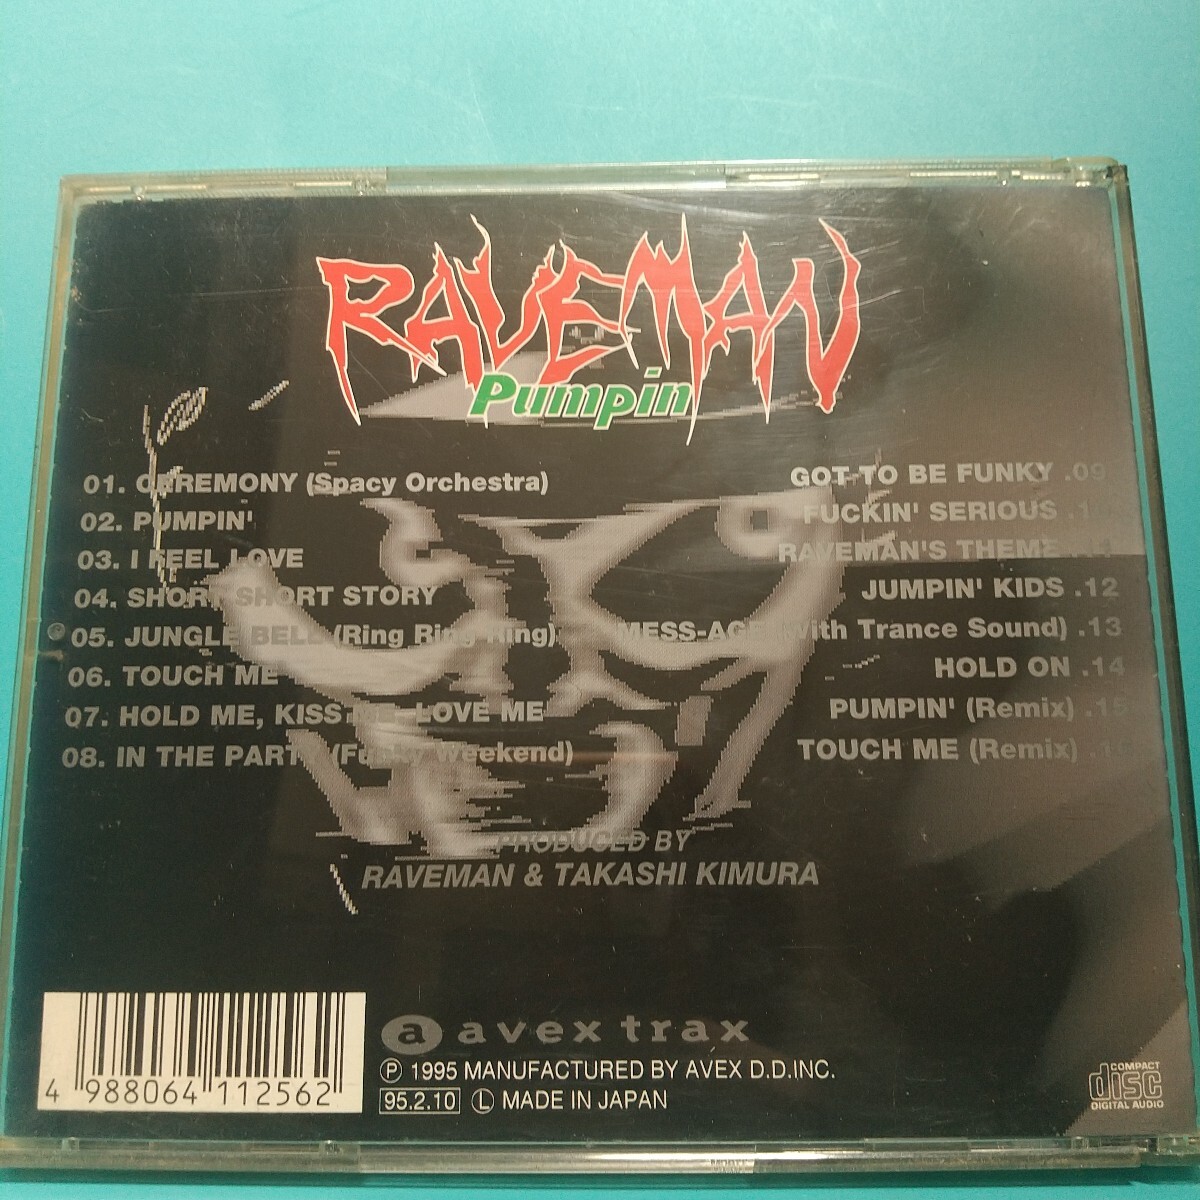 RAVEMAN
Pumpin
01. CEREMONY (Spacy Orchestra)
02. PUMPIN'
03. I FEEL LOVE
04. SHORT SHORT STORY
05. JUNGLE BELL (Ring Ring Ring)
06. TOUCH ME
07. HOLD ME, KISS ME, LOVE ME
08. IN THE PARTY (Funky Weekend)
GOT TO BE FUNKY .09
FUCKIN' SERIOUS .10
RAVEMAN'S THEME .11
JUMPIN' KIDS .12
MESS-AGE (With Trance Sound) .13
HOLD ON .14
PUMPIN' (Remix) .15
TOUCH ME (Remix) .16
PRODUCED BY
RAVEMAN & TAKASHI KIMURA
4 988064 112562
a avex trax
Ⓟ 1995 MANUFACTURED BY AVEX D.D.INC.
95.2.10 Ⓛ MADE IN JAPAN
COMPACT
disc
DIGITAL AUDIO